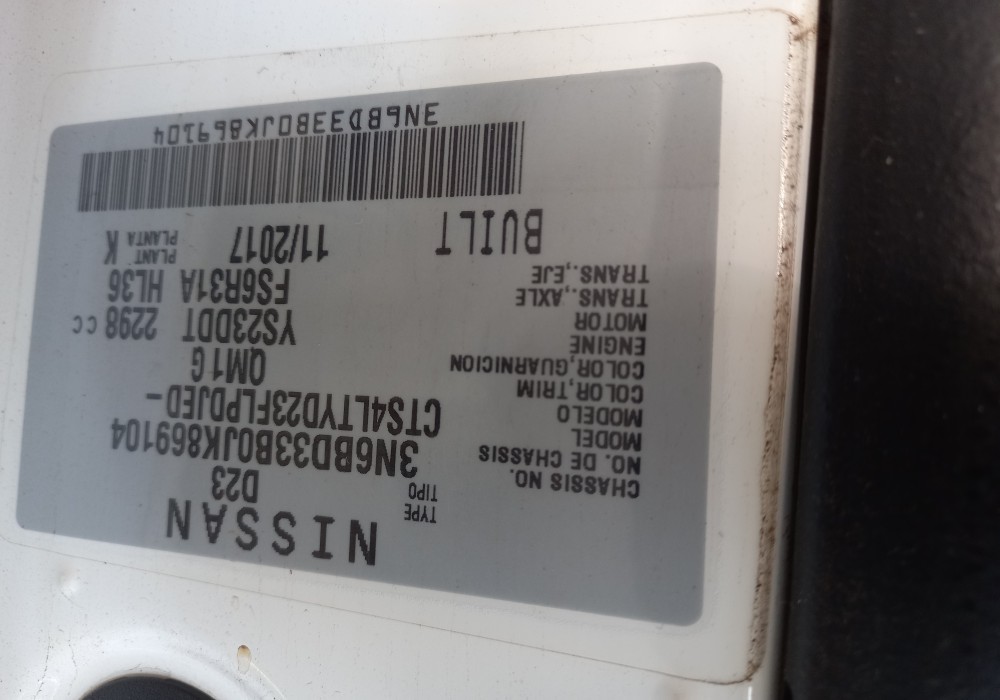 NISSAN
TYPE
TIPO D23
CHASSIS NO.
NO. DE CHASSIS 3N6BD33B0JK869104
MODEL
MODELO CTS4LTYD23FLPDJED-
COLOR,TRIM
COLOR,GUARNICION QM1 G
ENGINE
MOTOR YS23DDT 2298 CC
TRANS.,AXLE
TRANS.,EJE FS6R31A HL36
BUILT 11/2017 PLANT
PLANTA K
3N6BD33B0JK869104